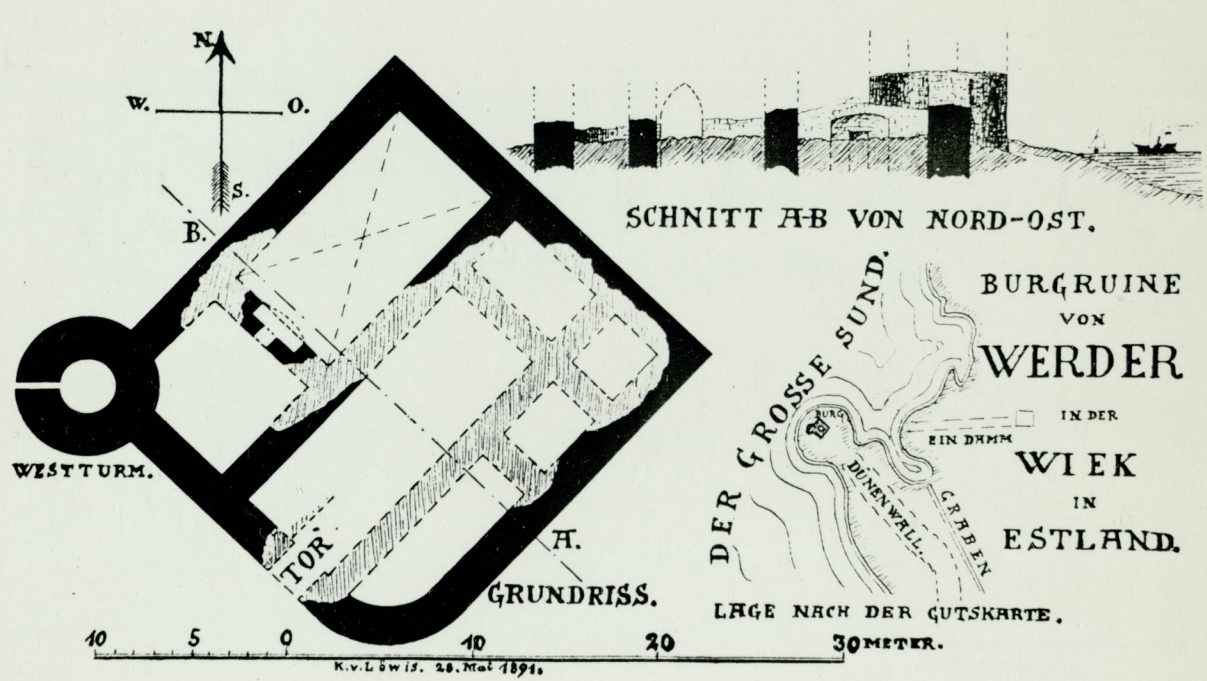 N.
W. O.
S.
B.
SCHNITT A-B VON NORD-OST.
WESTTURM.
TOR
A.
GRUNDRISS.
BURGRUINE
VON
WERDER
IN DER
WIEK
IN
ESTLAND.
DER GROSSE SUND.
BURG
EIN DAMM
DÜNENWALL
GRABEN
LAGE NACH DER GUTSKARTE.
10 5 0 10 20 30 METER.
K.v.Löwis. 28. Mai 1891.